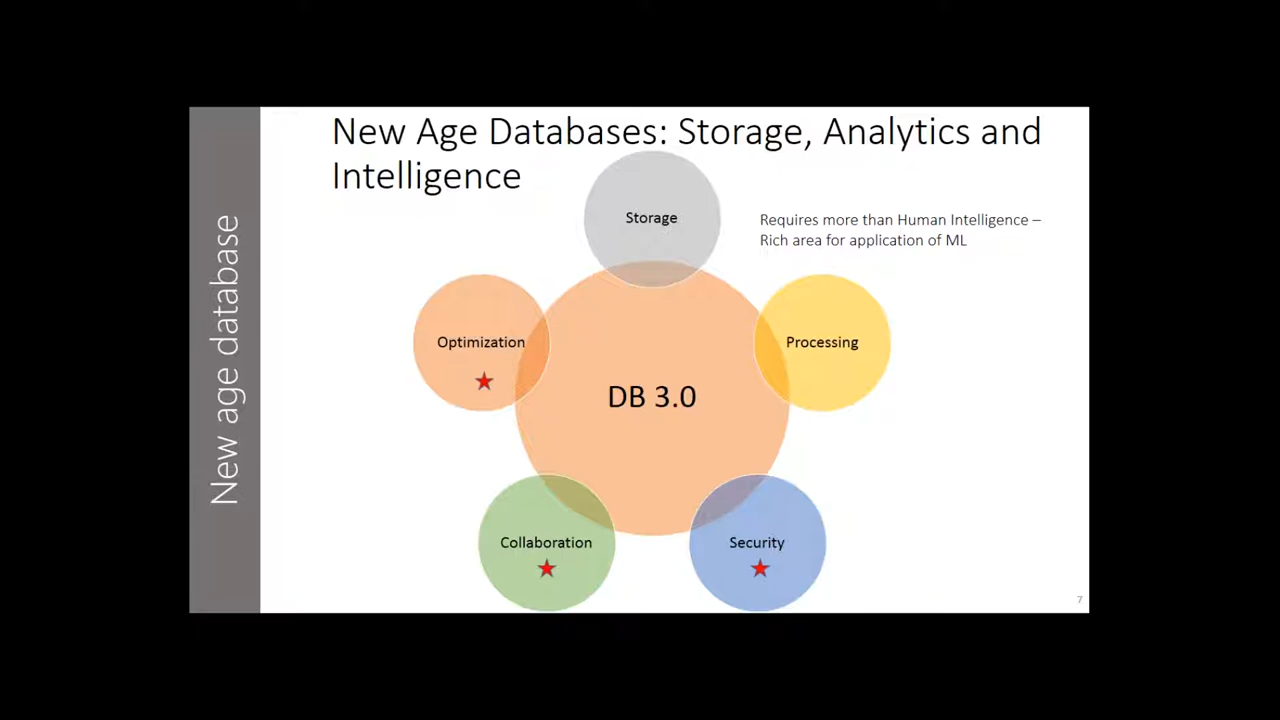 New Age Databases: Storage, Analytics and
Intelligence
New age database
Storage
Requires more than Human Intelligence –
Rich area for application of ML
Optimization
Processing
DB 3.0
Collaboration
Security
7